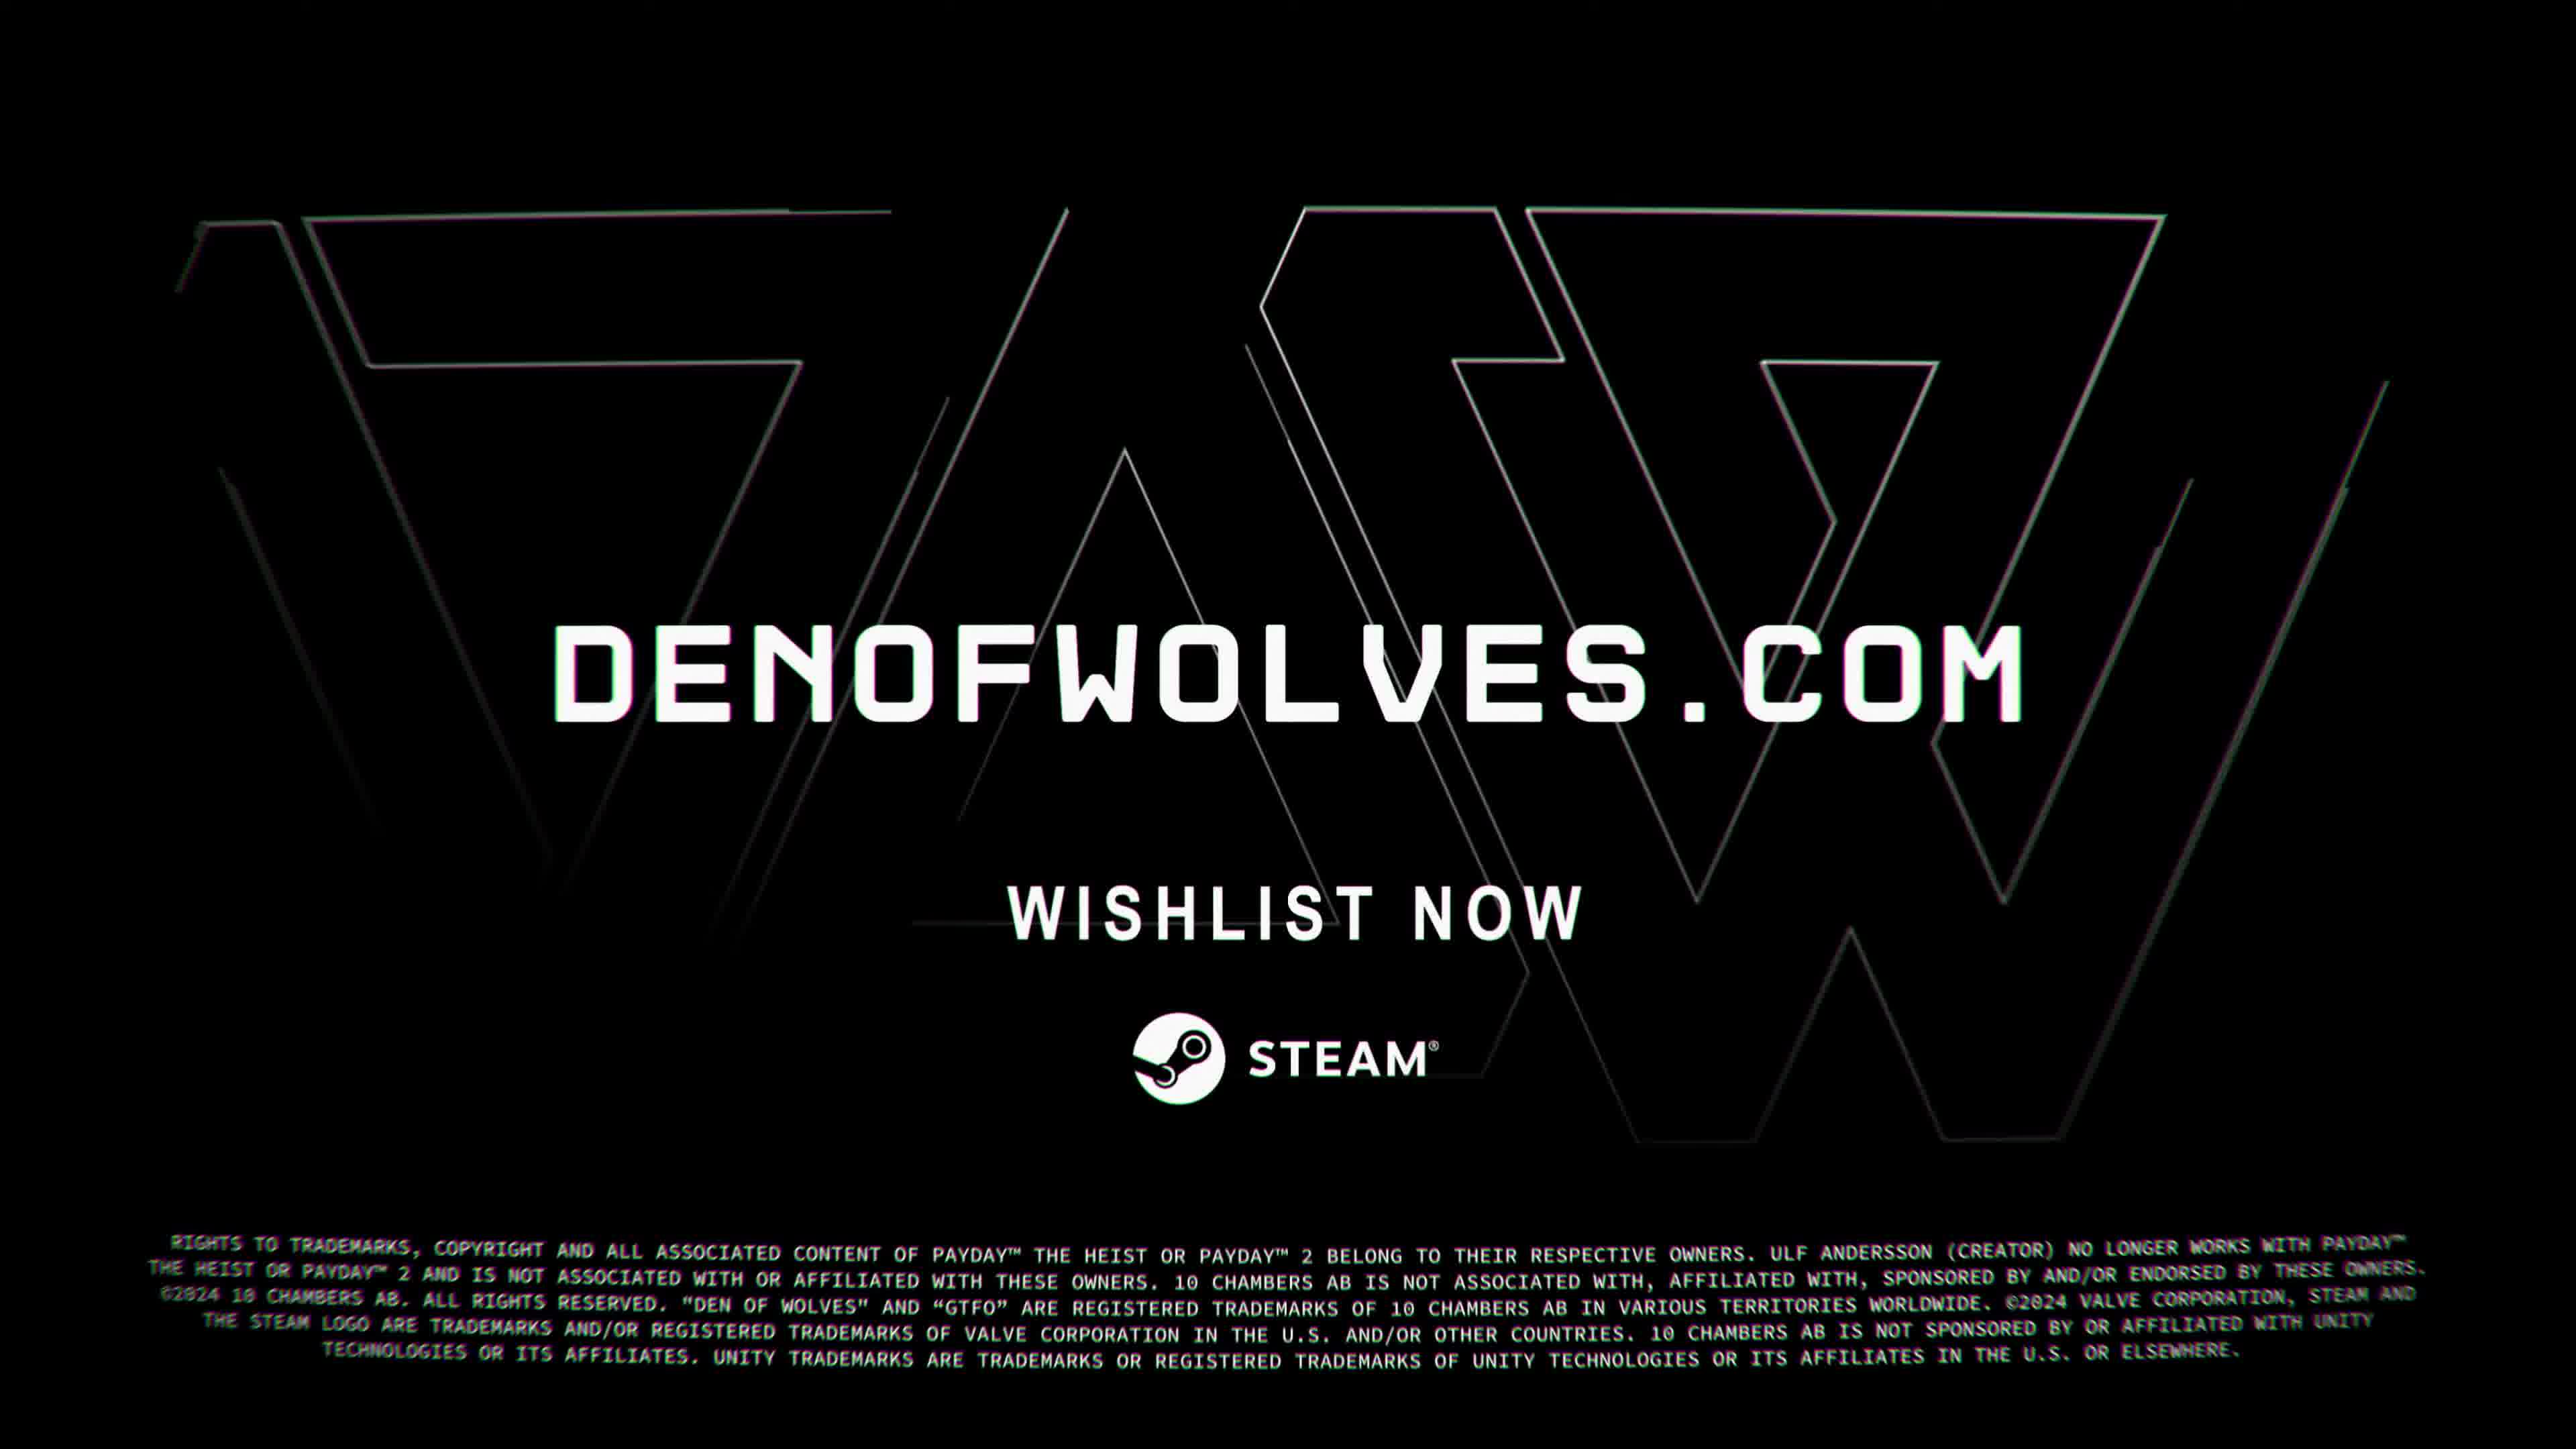 DENOFWOLVES.COM
WISHLIST NOW
STEAM®
RIGHTS TO TRADEMARKS, COPYRIGHT AND ALL ASSOCIATED CONTENT OF PAYDAY™ THE HEIST OR PAYDAY™ 2 BELONG TO THEIR RESPECTIVE OWNERS. ULF ANDERSSON (CREATOR) NO LONGER WORKS WITH PAYDAY™
THE HEIST OR PAYDAY™ 2 AND IS NOT ASSOCIATED WITH OR AFFILIATED WITH THESE OWNERS. 10 CHAMBERS AB IS NOT ASSOCIATED WITH, AFFILIATED WITH, SPONSORED BY AND/OR ENDORSED BY THESE OWNERS.
©2024 10 CHAMBERS AB. ALL RIGHTS RESERVED. “DEN OF WOLVES” AND “GTFO” ARE REGISTERED TRADEMARKS OF 10 CHAMBERS AB IN VARIOUS TERRITORIES WORLDWIDE. ©2024 VALVE CORPORATION, STEAM AND
THE STEAM LOGO ARE TRADEMARKS AND/OR REGISTERED TRADEMARKS OF VALVE CORPORATION IN THE U.S. AND/OR OTHER COUNTRIES. 10 CHAMBERS AB IS NOT SPONSORED BY OR AFFILIATED WITH UNITY
TECHNOLOGIES OR ITS AFFILIATES. UNITY TRADEMARKS ARE TRADEMARKS OR REGISTERED TRADEMARKS OF UNITY TECHNOLOGIES OR ITS AFFILIATES IN THE U.S. OR ELSEWHERE.